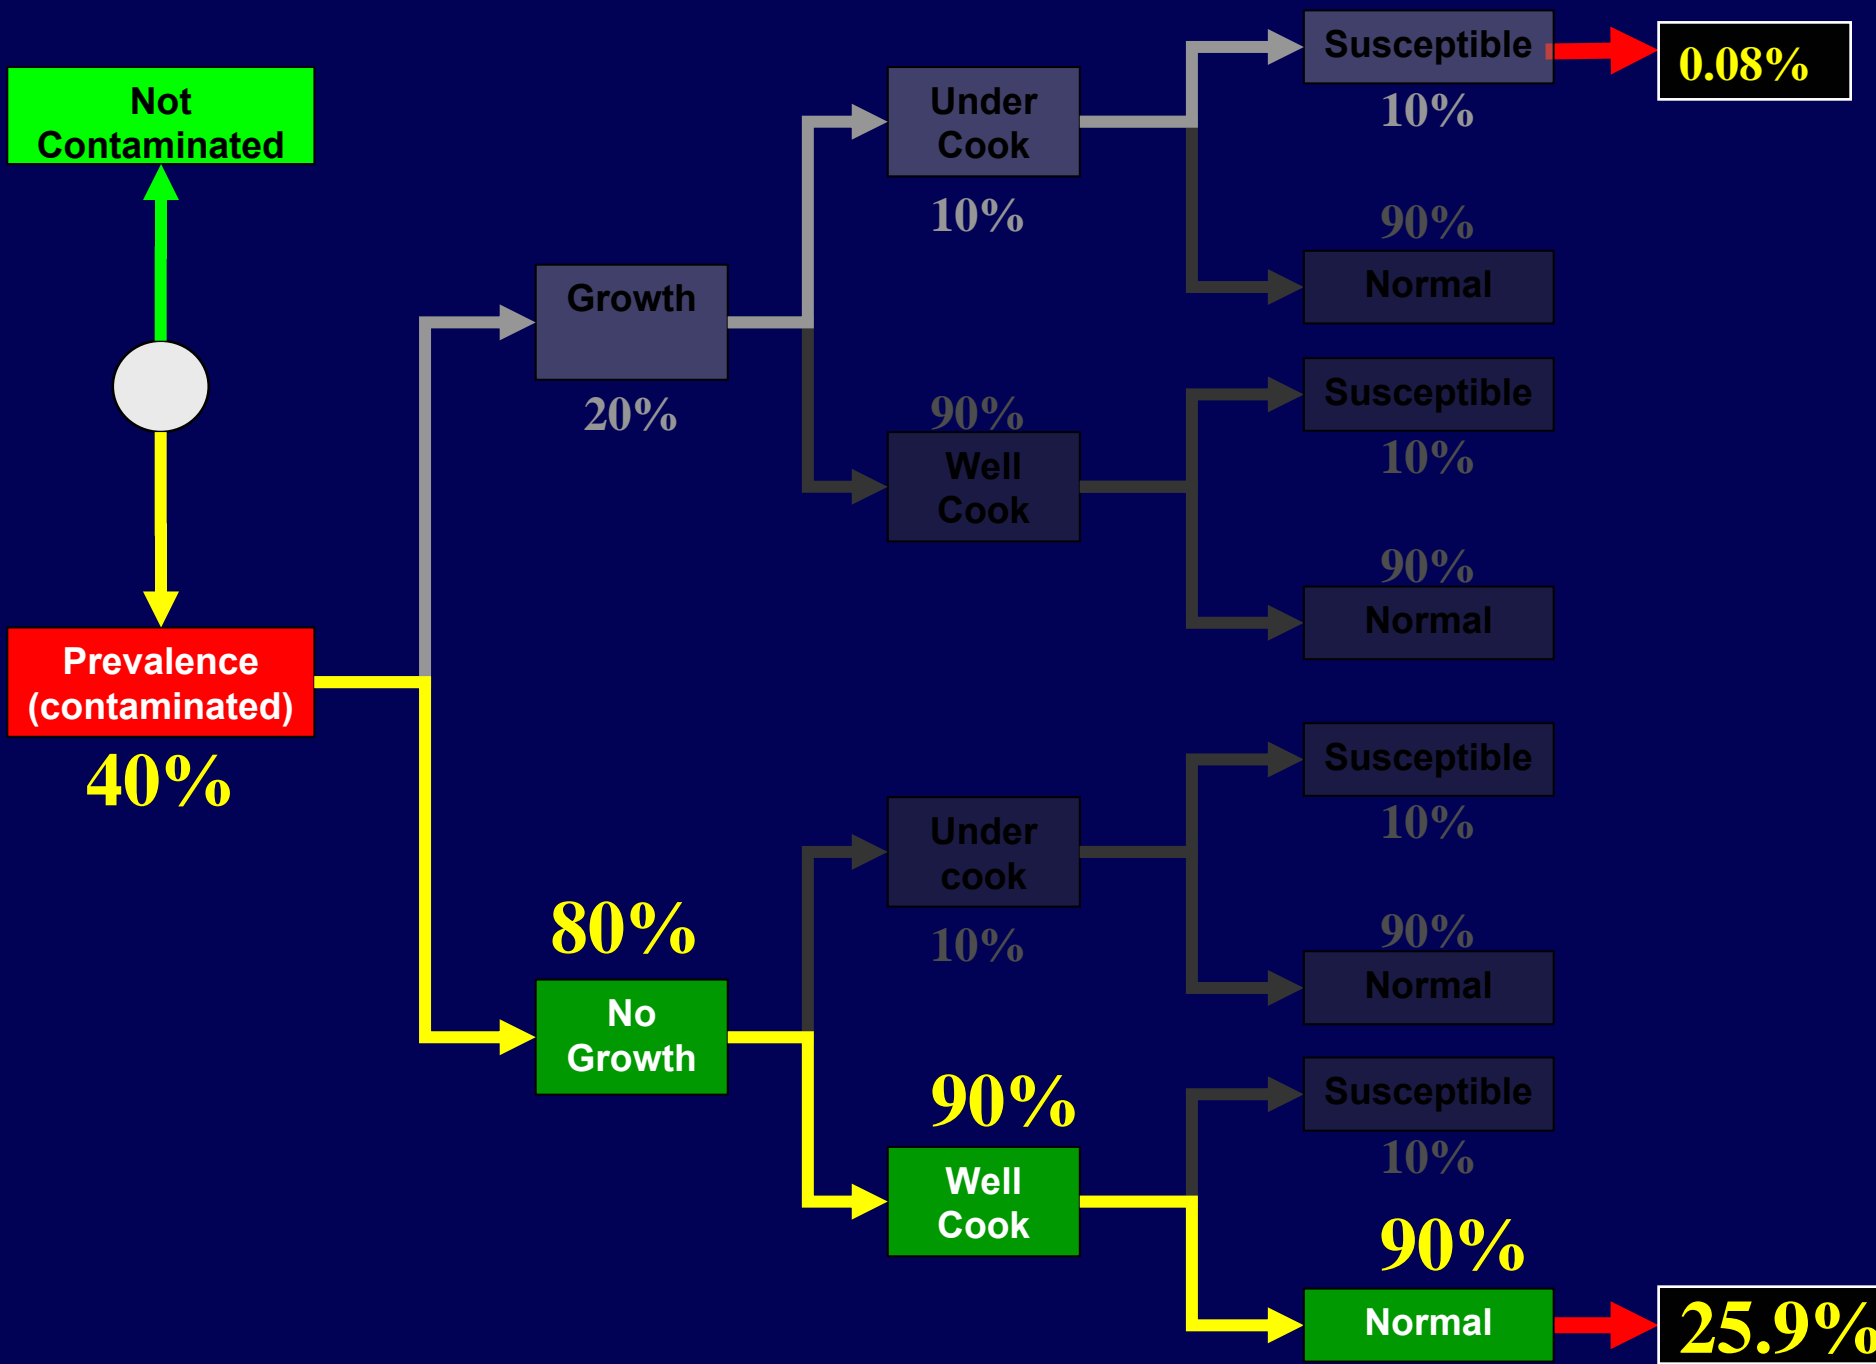 Not
Contaminated
Prevalence
(contaminated)
40%
Growth
20%
80%
No
Growth
Under
Cook
10%
90%
Well
Cook
Under
cook
10%
90%
Well
Cook
Susceptible
10%
90%
Normal
Susceptible
10%
90%
Normal
Susceptible
10%
90%
Normal
Susceptible
10%
90%
Normal
0.08%
25.9%